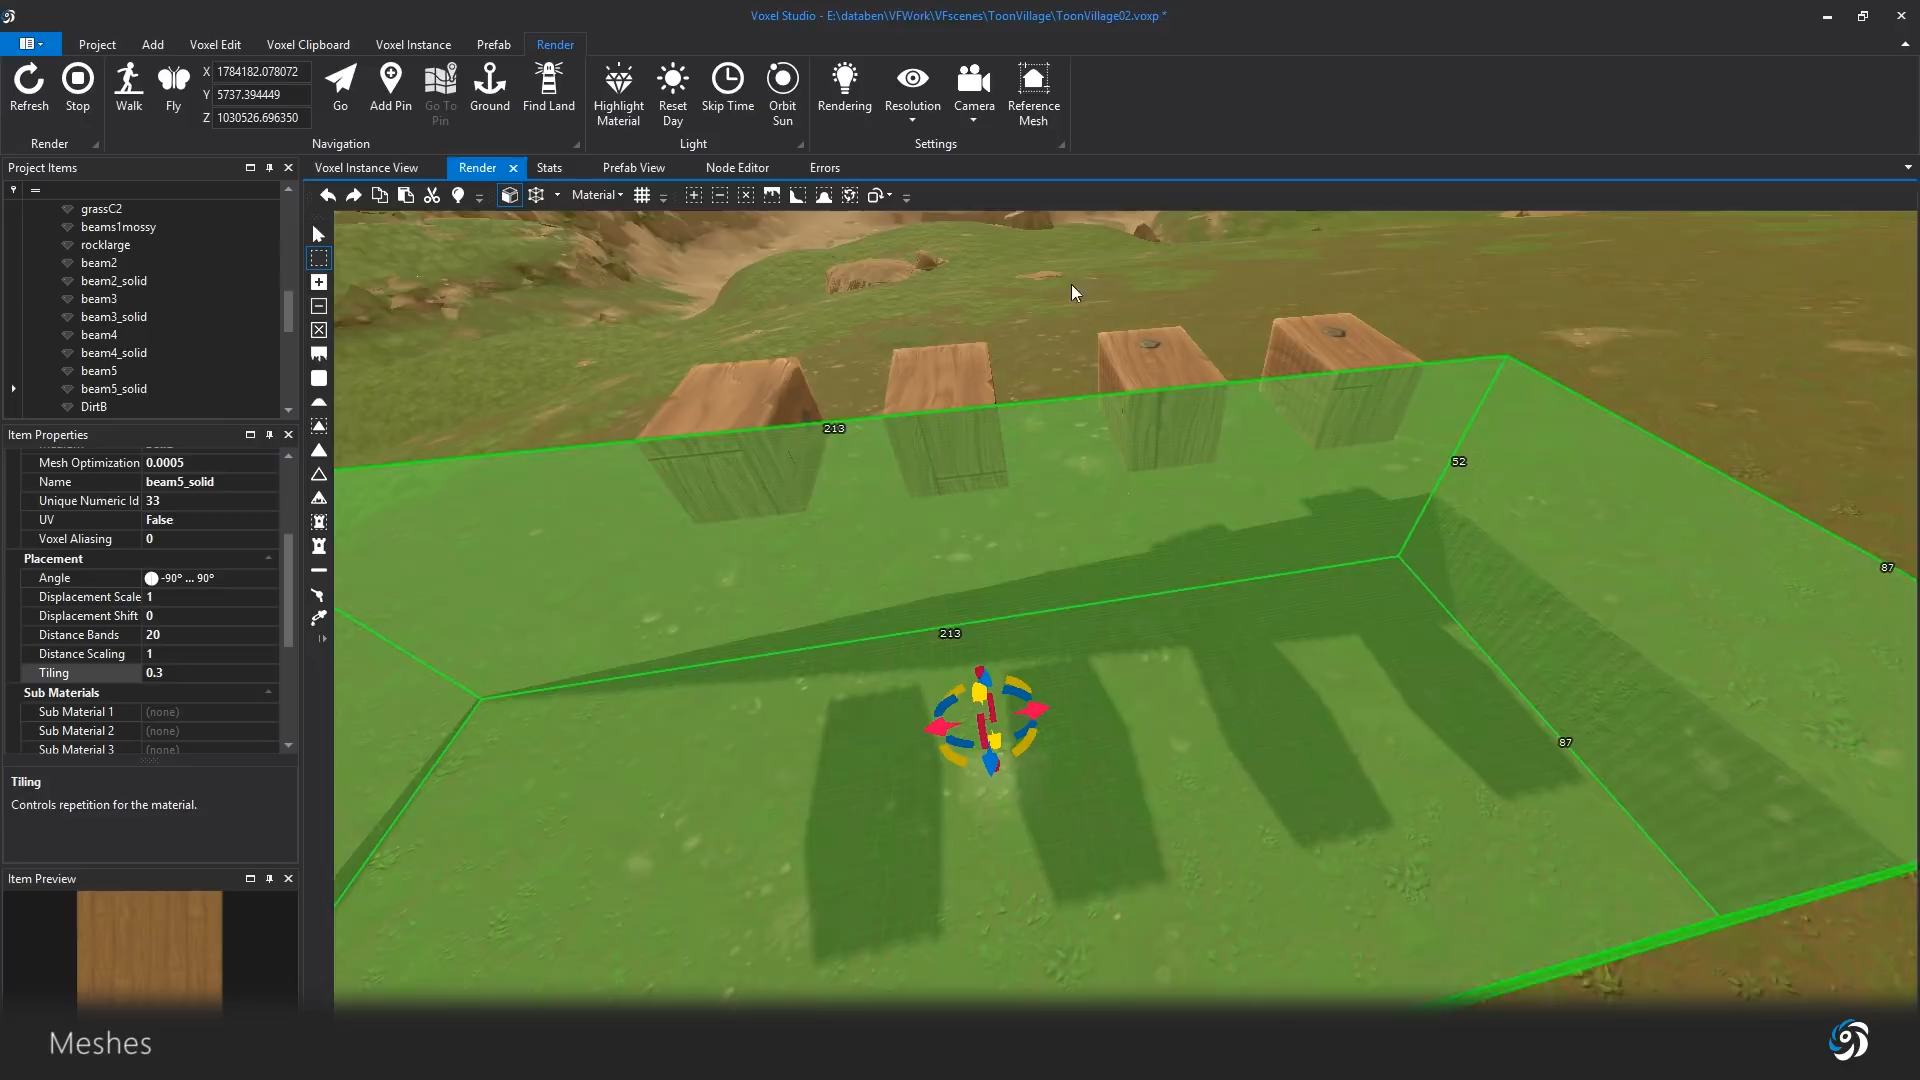 Voxel Studio - E:\databen\VFWork\VFscenes\ToonVillage\ToonVillage02.voxp *
Project Add Voxel Edit Voxel Clipboard Voxel Instance Prefab Render
Refresh Stop Walk Fly
X 1784182.078072
Y 5737.394449
Z 1030526.696350
Go Add Pin Go To Pin Ground Find Land
Highlight Material Reset Day Skip Time Orbit Sun
Rendering Resolution Camera Reference Mesh
Render Navigation Light Settings
Project Items
Voxel Instance View Render Stats Prefab View Node Editor Errors
Material
grassC2
beams1mossy
rocklarge
beam2
beam2_solid
beam3
beam3_solid
beam4
beam4_solid
beam5
beam5_solid
DirtB
Item Properties
Mesh Optimization 0.0005
Name beam5_solid
Unique Numeric Id 33
UV False
Voxel Aliasing 0
Placement
Angle -90° ... 90°
Displacement Scale 1
Displacement Shift 0
Distance Bands 20
Distance Scaling 1
Tiling 0.3
Sub Materials
Sub Material 1 (none)
Sub Material 2 (none)
Sub Material 3 (none)
Tiling
Controls repetition for the material.
Item Preview
213
52
87
213
87
Meshes